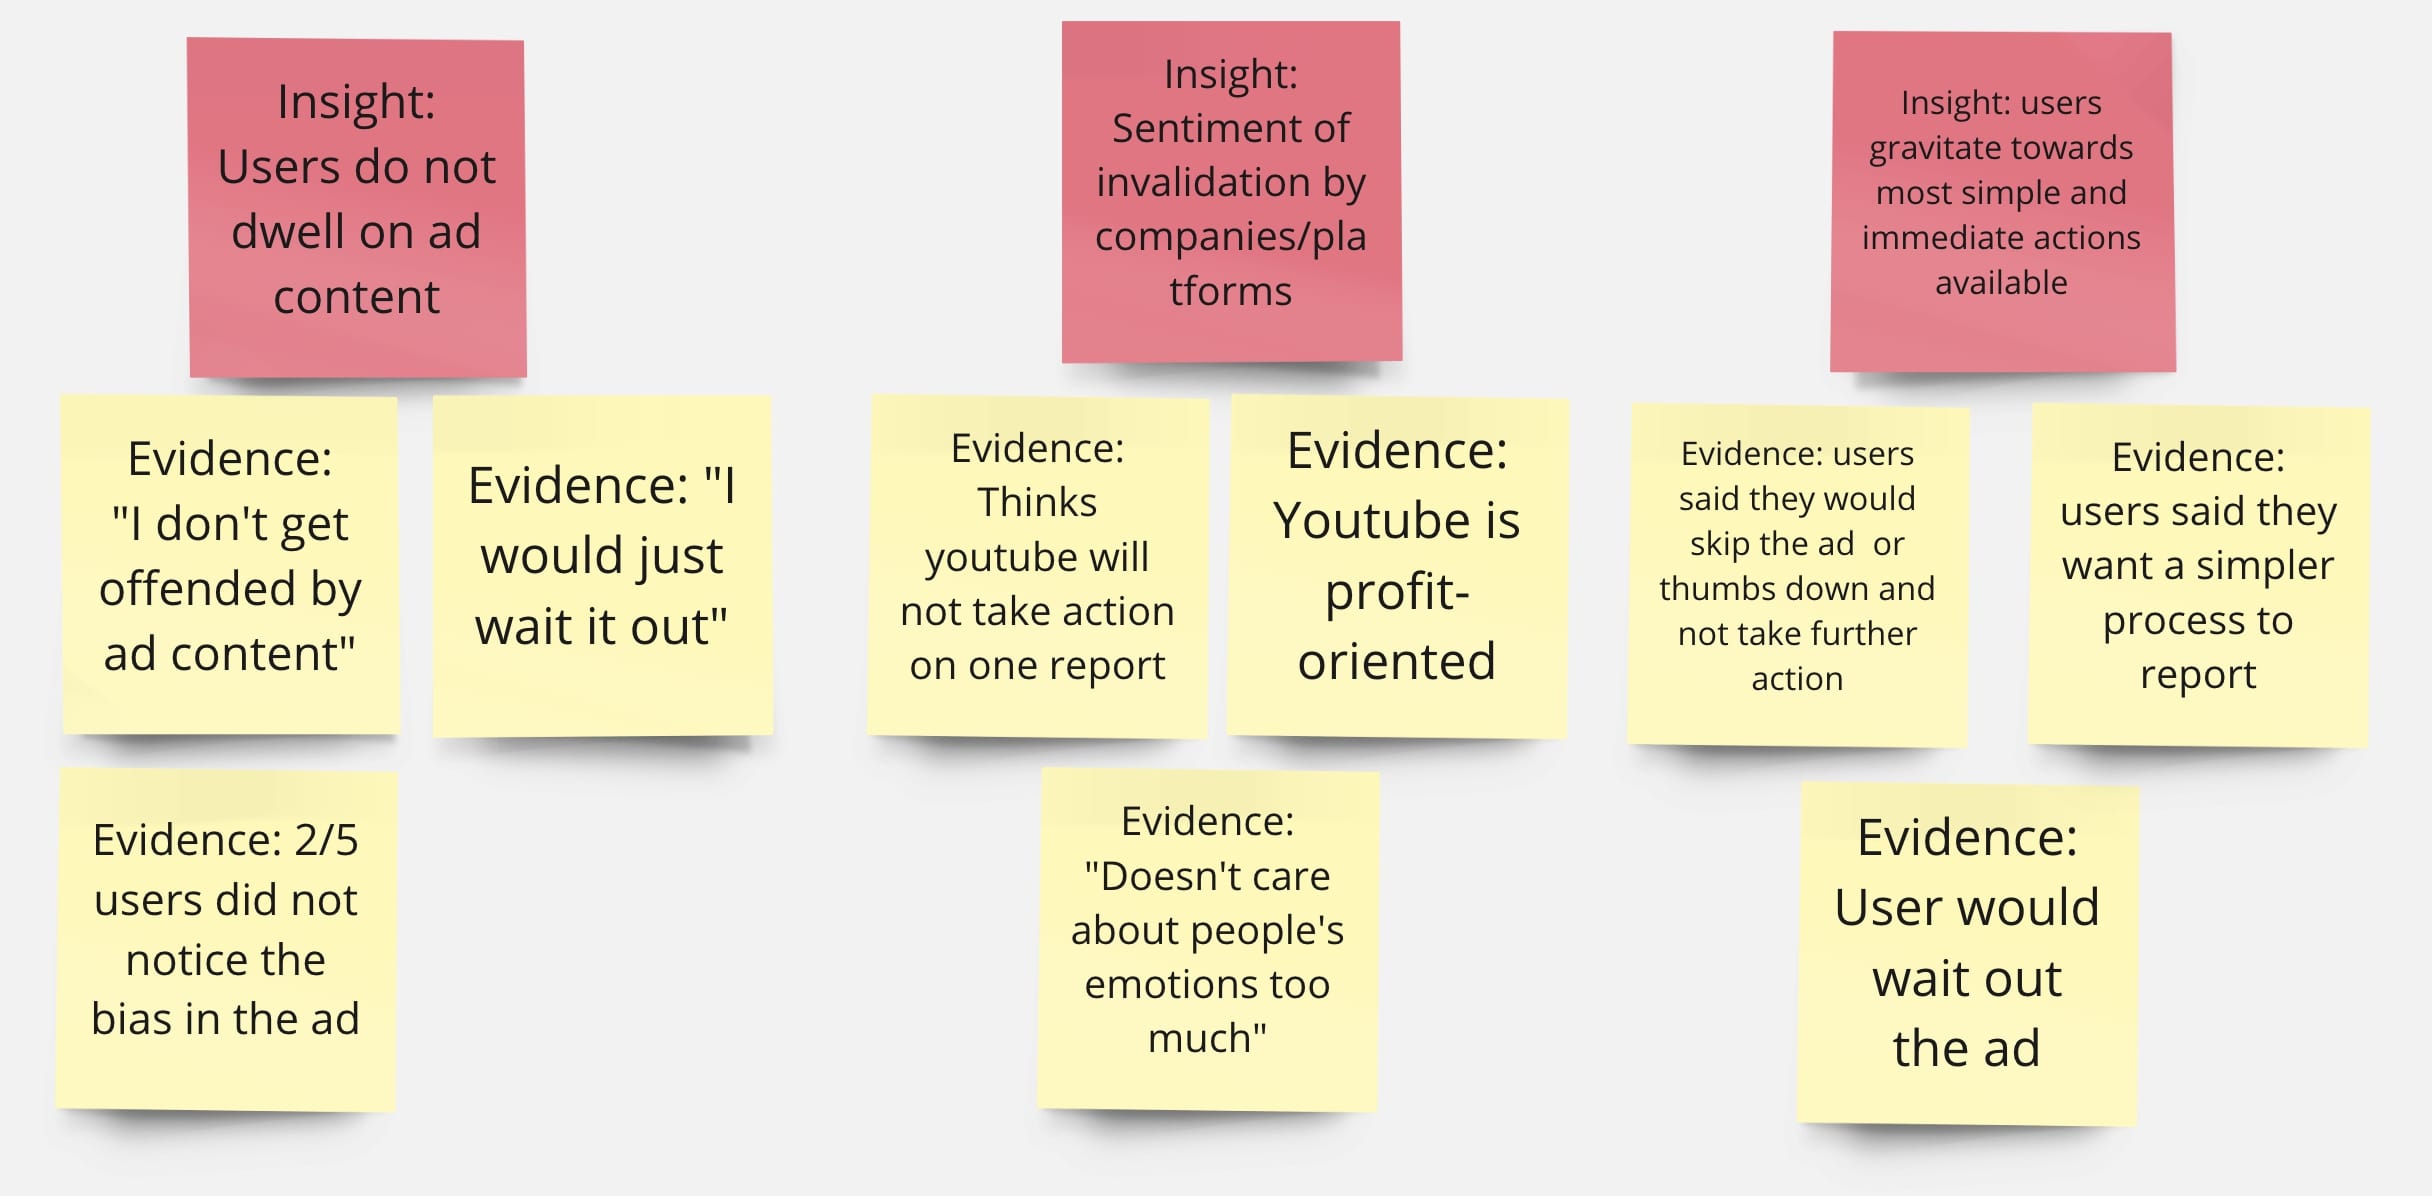 Insight:
Users do not
dwell on ad
content
Evidence:
"I don't get
offended by
ad content"
Evidence: "I
would just
wait it out"
Evidence: 2/5
users did not
notice the
bias in the ad
Insight:
Sentiment of
invalidation by
companies/pla
tforms
Evidence:
Thinks
youtube will
not take action
on one report
Evidence:
Youtube is
profit-
oriented
Evidence:
"Doesn't care
about people's
emotions too
much"
Insight: users
gravitate towards
most simple and
immediate actions
available
Evidence: users
said they would
skip the ad  or
thumbs down and
not take further
action
Evidence:
users said they
want a simpler
process to
report
Evidence:
User would
wait out
the ad